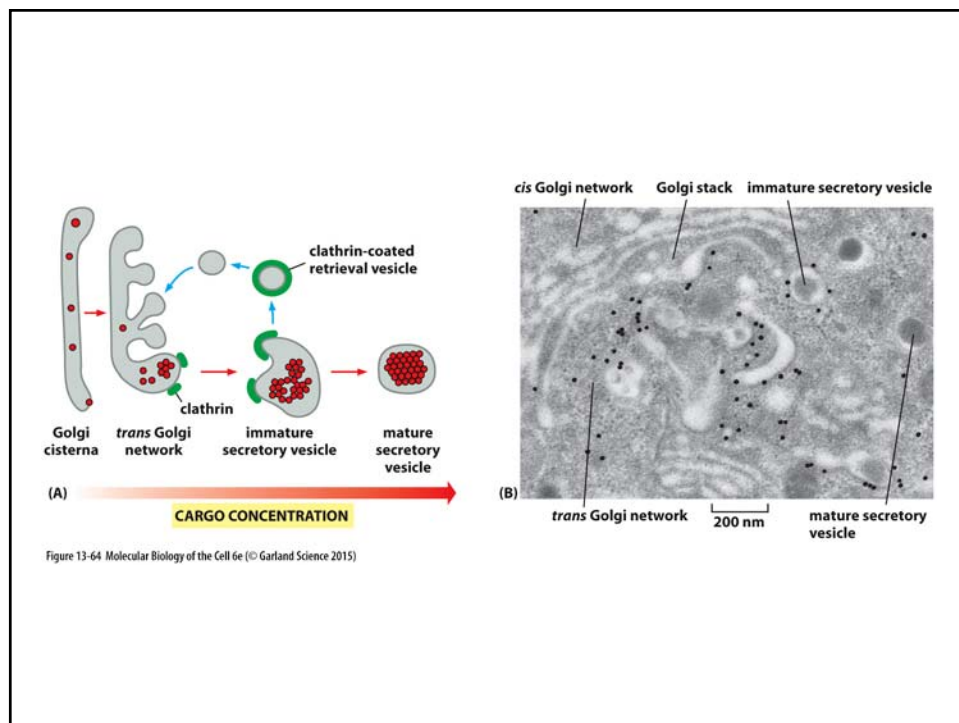 clathrin-coated
retrieval vesicle
clathrin
Golgi
cisterna
trans Golgi
network
immature
secretory vesicle
mature
secretory
vesicle
(A)
CARGO CONCENTRATION
cis Golgi network
Golgi stack
immature secretory vesicle
(B)
trans Golgi network
200 nm
mature secretory
vesicle
Figure 13-64 Molecular Biology of the Cell 6e (© Garland Science 2015)